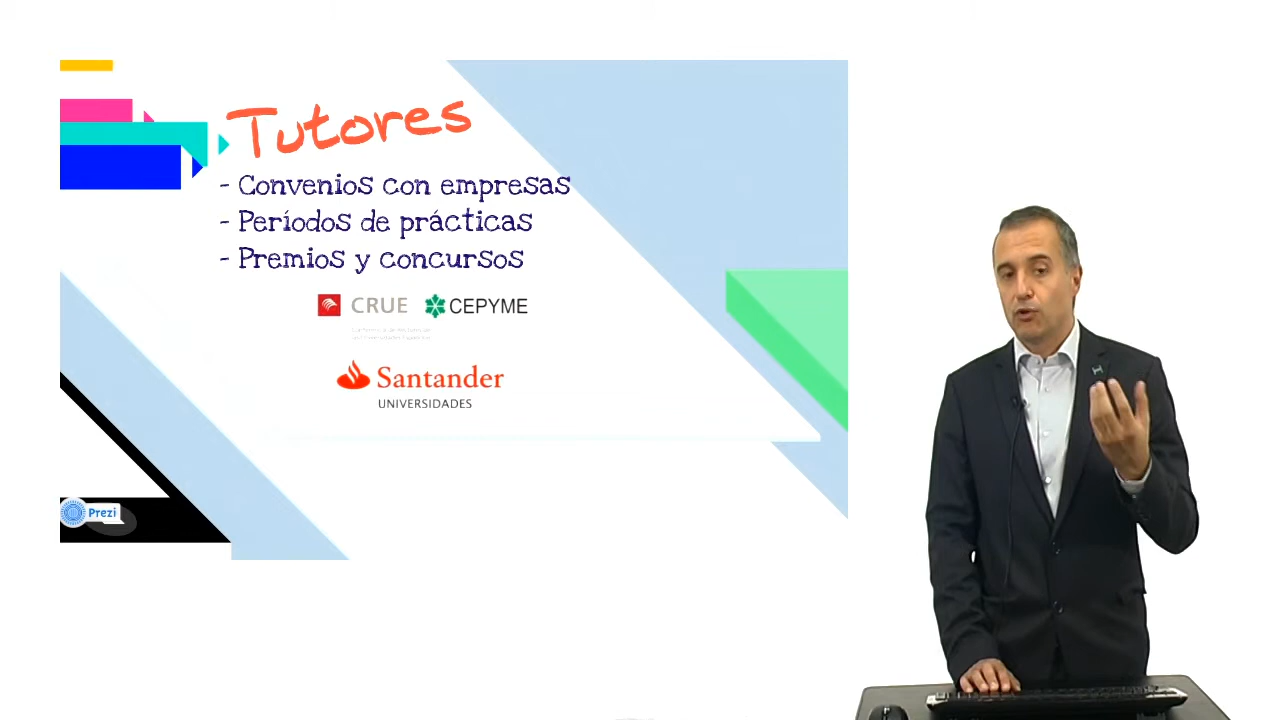 Tutores
- Convenios con empresas
- Períodos de prácticas
- Premios y concursos
CRUE CEPYME
Santander
UNIVERSIDADES
Prezi